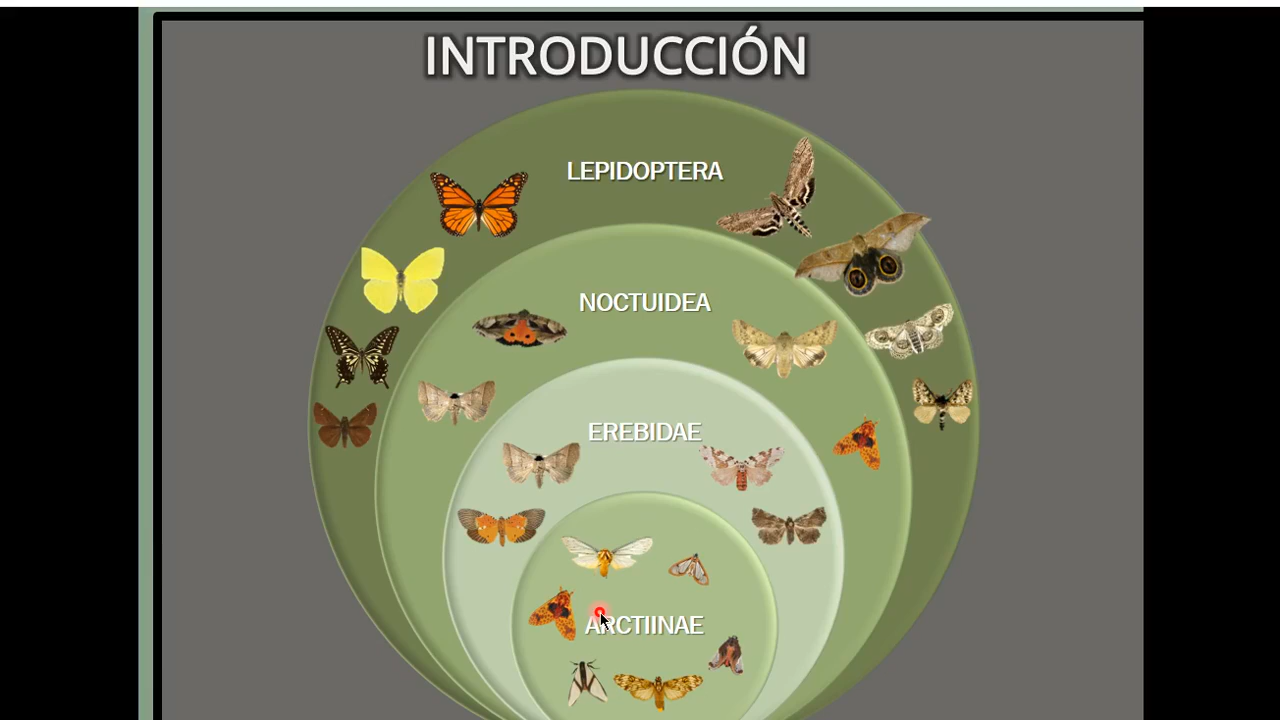 INTRODUCCIÓN
LEPIDOPTERA
NOCTUIDEA
EREBIDAE
ARCTIINAE